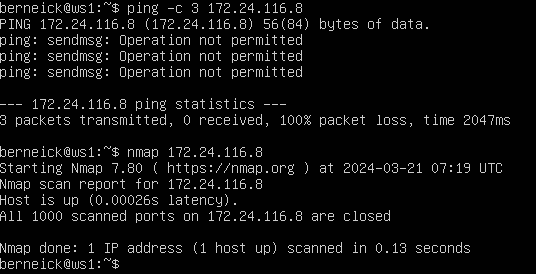 berneick@ws1:~$ ping -c 3 172.24.116.8
PING 172.24.116.8 (172.24.116.8) 56(84) bytes of data.
ping: sendmsg: Operation not permitted
ping: sendmsg: Operation not permitted
ping: sendmsg: Operation not permitted
--- 172.24.116.8 ping statistics ---
3 packets transmitted, 0 received, 100% packet loss, time 2047ms
berneick@ws1:~$ nmap 172.24.116.8
Starting Nmap 7.80 ( https://nmap.org ) at 2024-03-21 07:19 UTC
Nmap scan report for 172.24.116.8
Host is up (0.00026s latency).
All 1000 scanned ports on 172.24.116.8 are closed
Nmap done: 1 IP address (1 host up) scanned in 0.13 seconds
berneick@ws1:~$